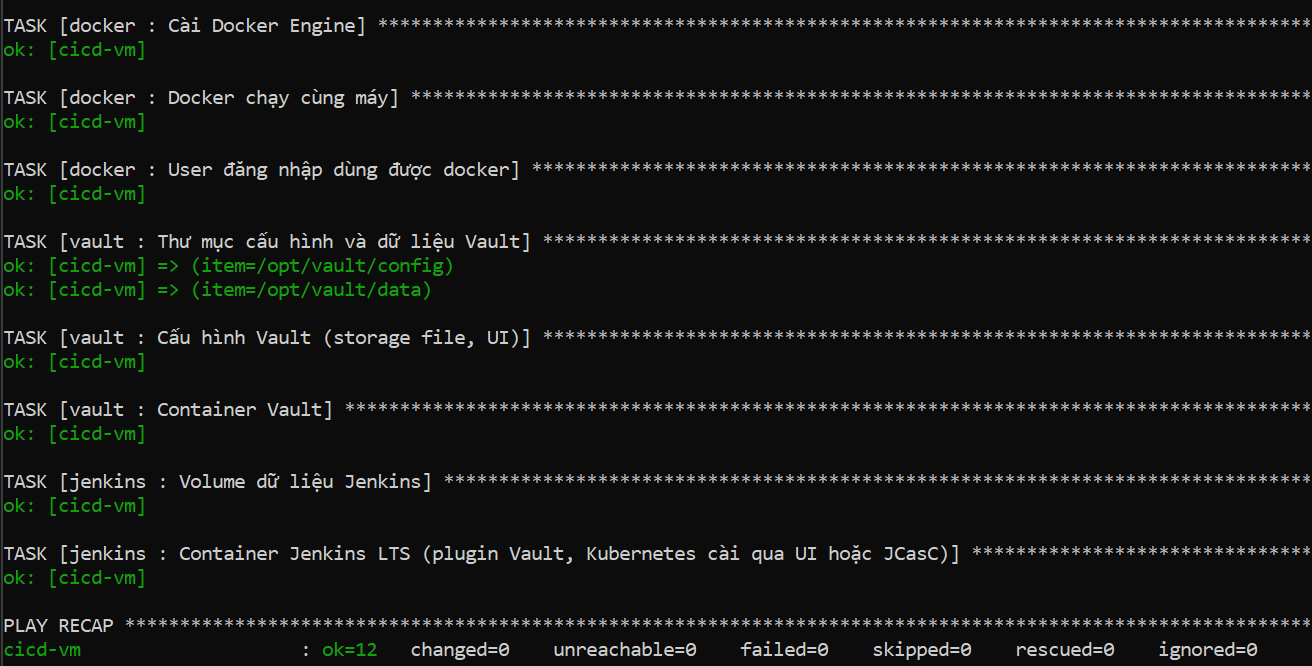 TASK [docker : Cài Docker Engine] *************************************************************************************
ok: [cicd-vm]
TASK [docker : Docker chạy cùng máy] **********************************************************************************
ok: [cicd-vm]
TASK [docker : User đăng nhập dùng được docker] ***********************************************************************
ok: [cicd-vm]
TASK [vault : Thư mục cấu hình và dữ liệu Vault] **********************************************************************
ok: [cicd-vm] => (item=/opt/vault/config)
ok: [cicd-vm] => (item=/opt/vault/data)
TASK [vault : Cấu hình Vault (storage file, UI)] **********************************************************************
ok: [cicd-vm]
TASK [vault : Container Vault] ****************************************************************************************
ok: [cicd-vm]
TASK [jenkins : Volume dữ liệu Jenkins] *******************************************************************************
ok: [cicd-vm]
TASK [jenkins : Container Jenkins LTS (plugin Vault, Kubernetes cài qua UI hoặc JCasC)] *******************************
ok: [cicd-vm]
PLAY RECAP ************************************************************************************************************
cicd-vm                    : ok=12   changed=0    unreachable=0    failed=0    skipped=0    rescued=0    ignored=0